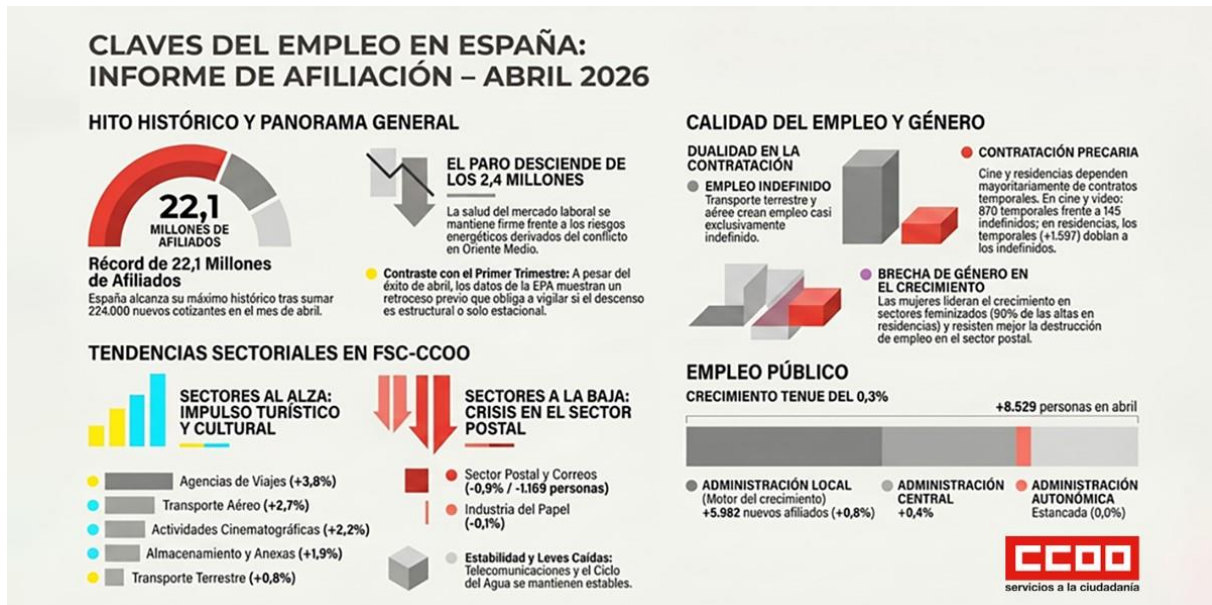 CLAVES DEL EMPLEO EN ESPAÑA:
INFORME DE AFILIACIÓN – ABRIL 2026
HITO HISTÓRICO Y PANORAMA GENERAL
22,1
MILLONES DE
AFILIADOS
Récord de 22,1 Millones
de Afiliados
España alcanza su máximo histórico tras sumar
224.000 nuevos cotizantes en el mes de abril.
EL PARO DESCIENDE DE
LOS 2,4 MILLONES
La salud del mercado laboral se
mantiene firme frente a los riesgos
energéticos derivados del conflicto
en Oriente Medio.
Contraste con el Primer Trimestre: A pesar del
éxito de abril, los datos de la EPA muestran un
retroceso previo que obliga a vigilar si el descenso
es estructural o solo estacional.
TENDENCIAS SECTORIALES EN FSC-CCOO
SECTORES AL ALZA:
IMPULSO TURÍSTICO
Y CULTURAL
Agencias de Viajes (+3,8%)
Transporte Aéreo (+2,7%)
Actividades Cinematográficas (+2,2%)
Almacenamiento y Anexas (+1,9%)
Transporte Terrestre (+0,8%)
SECTORES A LA BAJA:
CRISIS EN EL SECTOR
POSTAL
Sector Postal y Correos
(-0,9% / -1.169 personas)
Industria del Papel
(-0,1%)
Estabilidad y Leves Caídas:
Telecomunicaciones y el Ciclo
del Agua se mantienen estables.
CALIDAD DEL EMPLEO Y GÉNERO
DUALIDAD EN LA
CONTRATACIÓN
EMPLEO INDEFINIDO
Transporte terrestre y
aéree crean empleo casi
exclusivamente
indefinido.
CONTRATACIÓN PRECARIA
Cine y residencias dependen
mayoritariamente de contratos
temporales. En cine y video:
870 temporales frente a 145
indefinidos; en residencias, los
temporales (+1.597) doblan a
los indefinidos.
BRECHA DE GÉNERO EN
EL CRECIMIENTO
Las mujeres lideran el crecimiento en
sectores feminizados (90% de las altas en
residencias) y resisten mejor la destrucción
de empleo en el sector postal.
EMPLEO PÚBLICO
CRECIMIENTO TENUE DEL 0,3%
+8.529 personas en abril
ADMINISTRACIÓN LOCAL
(Motor del crecimiento)
+5.982 nuevos afiliados (+0,8%)
ADMINISTRACIÓN
CENTRAL
+0,4%
ADMINISTRACIÓN
AUTONÓMICA
Estancada (0,0%)
CCOO
servicios a la ciudadanía